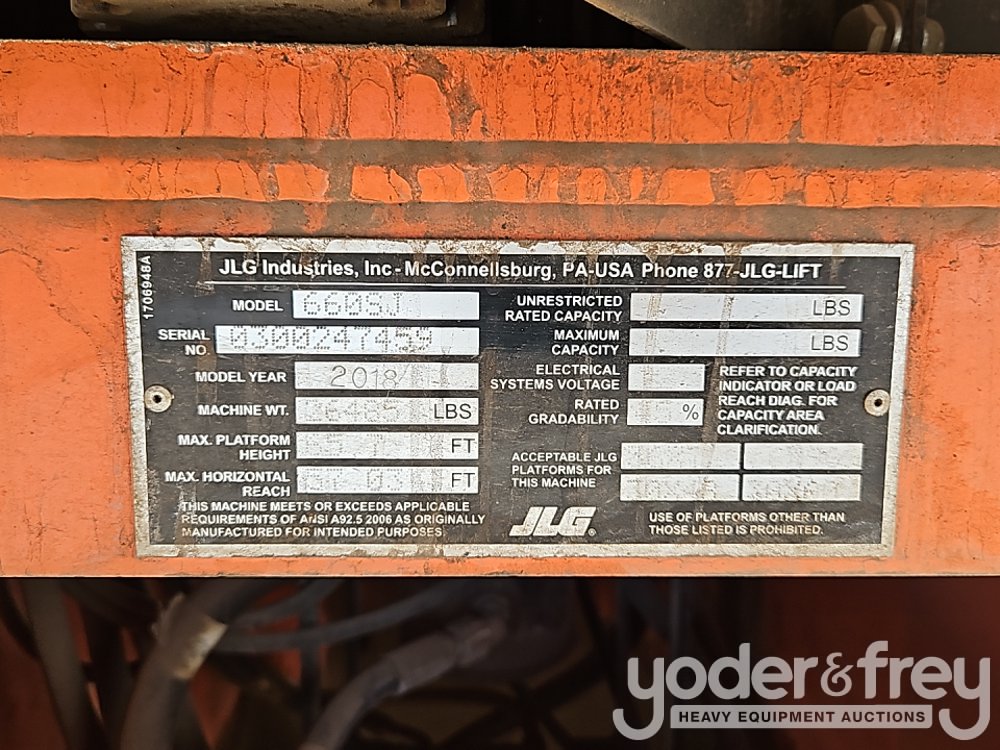 1706948A
JLG Industries, Inc - McConnellsburg, PA-USA Phone 877-JLG-LIFT
MODEL 660SJ
SERIAL NO. 0300247459
MODEL YEAR 2018
MACHINE WT. LBS
MAX. PLATFORM HEIGHT FT
MAX. HORIZONTAL REACH FT
THIS MACHINE MEETS OR EXCEEDS APPLICABLE
REQUIREMENTS OF ANSI A92.5 2006 AS ORIGINALLY
MANUFACTURED FOR INTENDED PURPOSES
UNRESTRICTED
RATED CAPACITY LBS
MAXIMUM
CAPACITY LBS
ELECTRICAL
SYSTEMS VOLTAGE
RATED
GRADABILITY %
REFER TO CAPACITY
INDICATOR OR LOAD
REACH DIAG. FOR
CAPACITY AREA
CLARIFICATION.
ACCEPTABLE JLG
PLATFORMS FOR
THIS MACHINE
JLG®
USE OF PLATFORMS OTHER THAN
THOSE LISTED IS PROHIBITED.
yoder&frey
HEAVY EQUIPMENT AUCTIONS